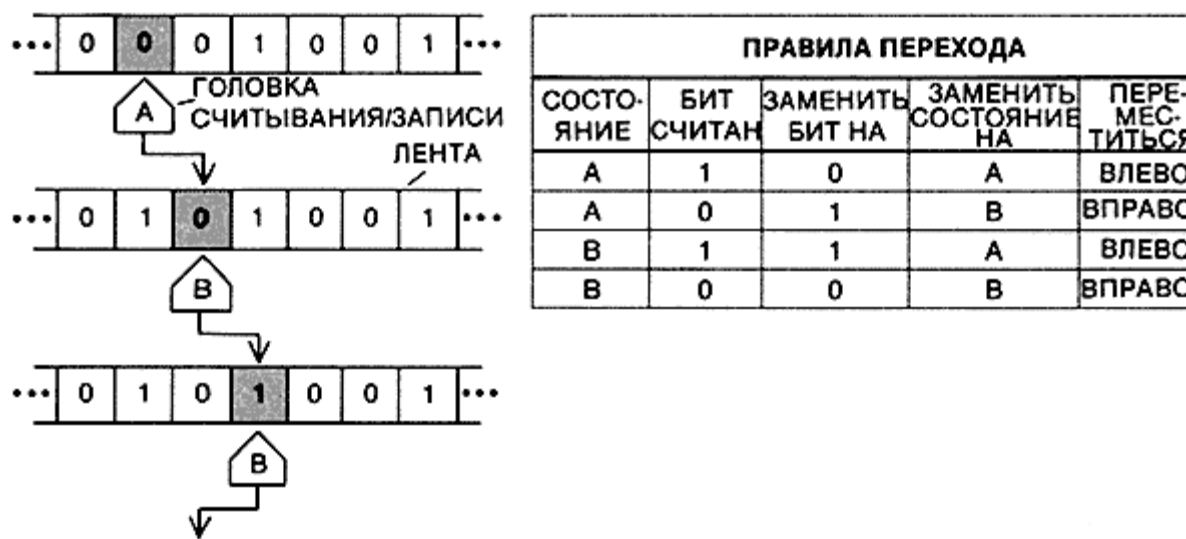 ••• 0 0 0 1 0 0 1 •••
A
ГОЛОВКА
СЧИТЫВАНИЯ/ЗАПИСИ
ЛЕНТА
••• 0 1 0 1 0 0 1 •••
B
••• 0 1 0 1 0 0 1 •••
B
ПРАВИЛА ПЕРЕХОДА
СОСТО-
ЯНИЕ
БИТ
СЧИТАН
ЗАМЕНИТЬ
БИТ НА
ЗАМЕНИТЬ
СОСТОЯНИЕ
НА
ПЕРЕ-
МЕС-
ТИТЬСЯ
A 1 0 A ВЛЕВО
A 0 1 B ВПРАВО
B 1 1 A ВЛЕВО
B 0 0 B ВПРАВО